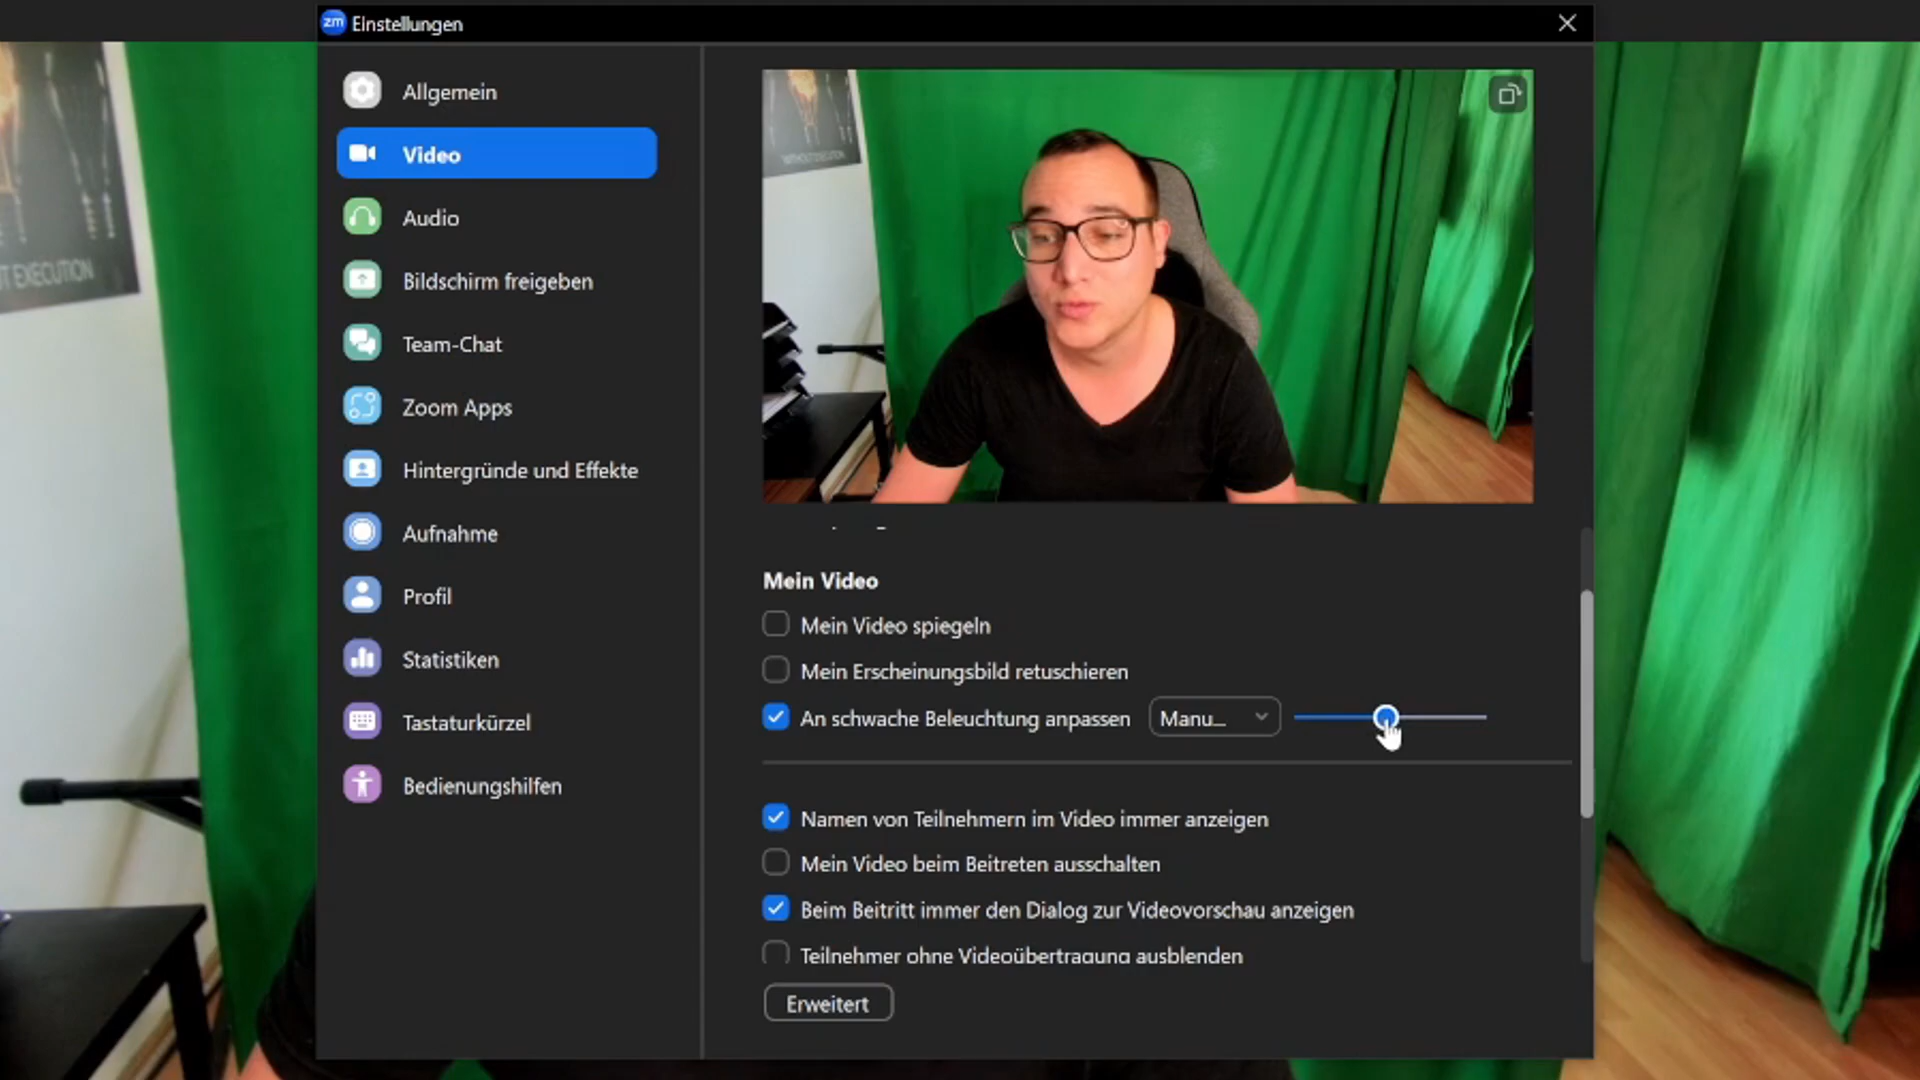 zm Einstellungen
Allgemein
Video
Audio
Bildschirm freigeben
Team-Chat
Zoom Apps
Hintergründe und Effekte
Aufnahme
Profil
Statistiken
Tastaturkürzel
Bedienungshilfen
T EXECUTION
WITHOUT EXECUTION
Mein Video
Mein Video spiegeln
Mein Erscheinungsbild retuschieren
An schwache Beleuchtung anpassen Manu...
Namen von Teilnehmern im Video immer anzeigen
Mein Video beim Beitreten ausschalten
Beim Beitritt immer den Dialog zur Videovorschau anzeigen
Teilnehmer ohne Videoübertragung ausblenden
Erweitert